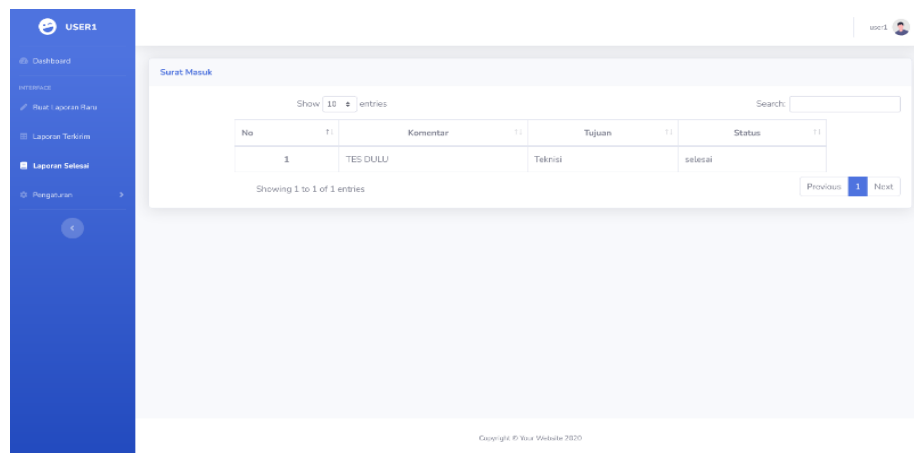 USER1
user1
Dashboard
INTERFACE
Buat Laporan Baru
Laporan Terkirim
Laporan Selesai
Pengaturan
Surat Masuk
Show 10 entries
Search:
No Komentar Tujuan Status
1 TES DULU Teknisi selesai
Showing 1 to 1 of 1 entries
Previous 1 Next
Copyright © Your Website 2020